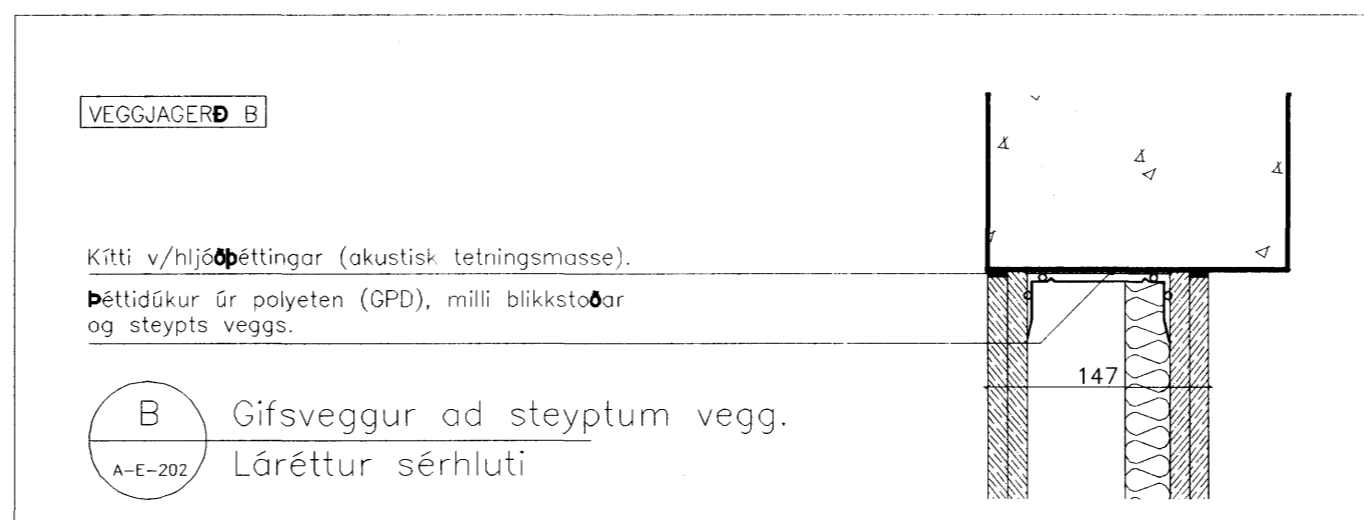 VEGGJAGERÐ B
Kítti v/hljóðþéttingar (akustisk tetningsmasse).
Þéttidúkur úr polyeten (GPD), milli blikkstoðar
og steypts veggs.
147
B
A-E-202
Gifsveggur ad steyptum vegg.
Láréttur sérhluti